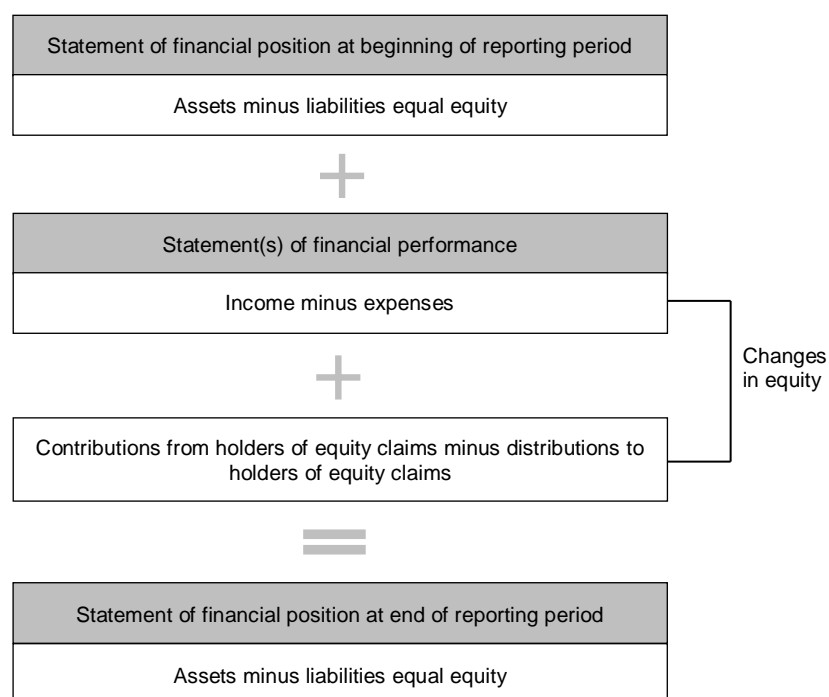 Statement of financial position at beginning of reporting period
Assets minus liabilities equal equity
+
Statement(s) of financial performance
Income minus expenses
+
Changes
in equity
Contributions from holders of equity claims minus distributions to
holders of equity claims
=
Statement of financial position at end of reporting period
Assets minus liabilities equal equity